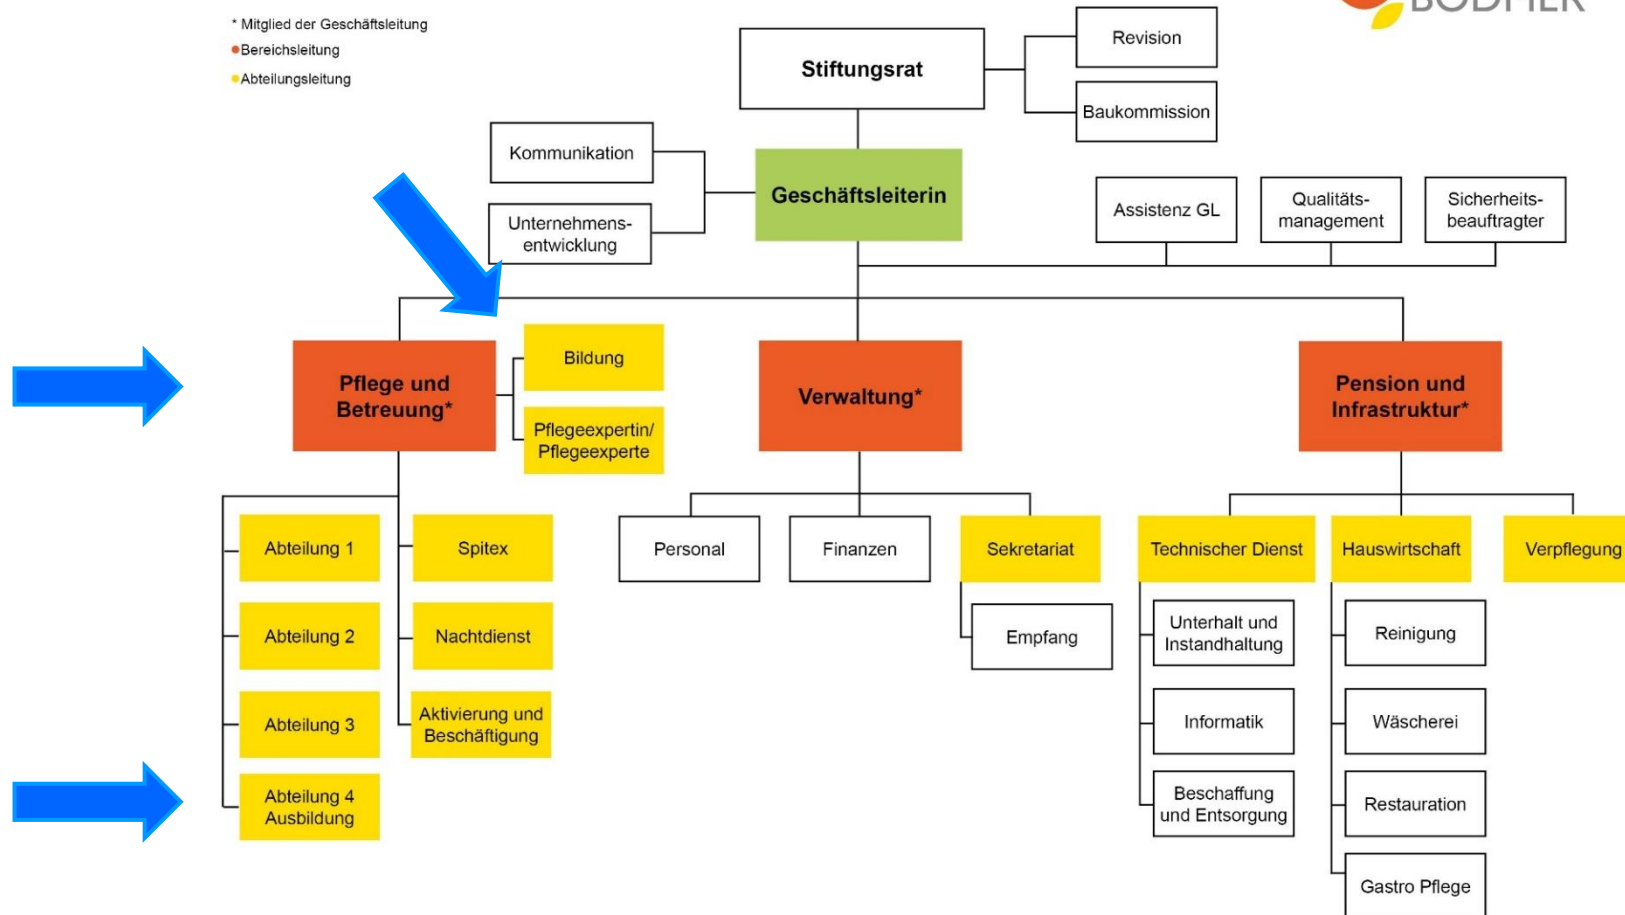 * Mitglied der Geschäftsleitung
Bereichsleitung
Abteilungsleitung
BODMER
Stiftungsrat
Revision
Baukommission
Kommunikation
Unternehmens-
entwicklung
Geschäftsleiterin
Assistenz GL
Qualitäts-
management
Sicherheits-
beauftragter
Pflege und
Betreuung*
Bildung
Pflegeexpertin/
Pflegeexperte
Verwaltung*
Pension und
Infrastruktur*
Abteilung 1
Spitex
Abteilung 2
Nachtdienst
Abteilung 3
Aktivierung und
Beschäftigung
Abteilung 4
Ausbildung
Personal
Finanzen
Sekretariat
Empfang
Technischer Dienst
Hauswirtschaft
Verpflegung
Unterhalt und
Instandhaltung
Informatik
Beschaffung
und Entsorgung
Reinigung
Wäscherei
Restauration
Gastro Pflege